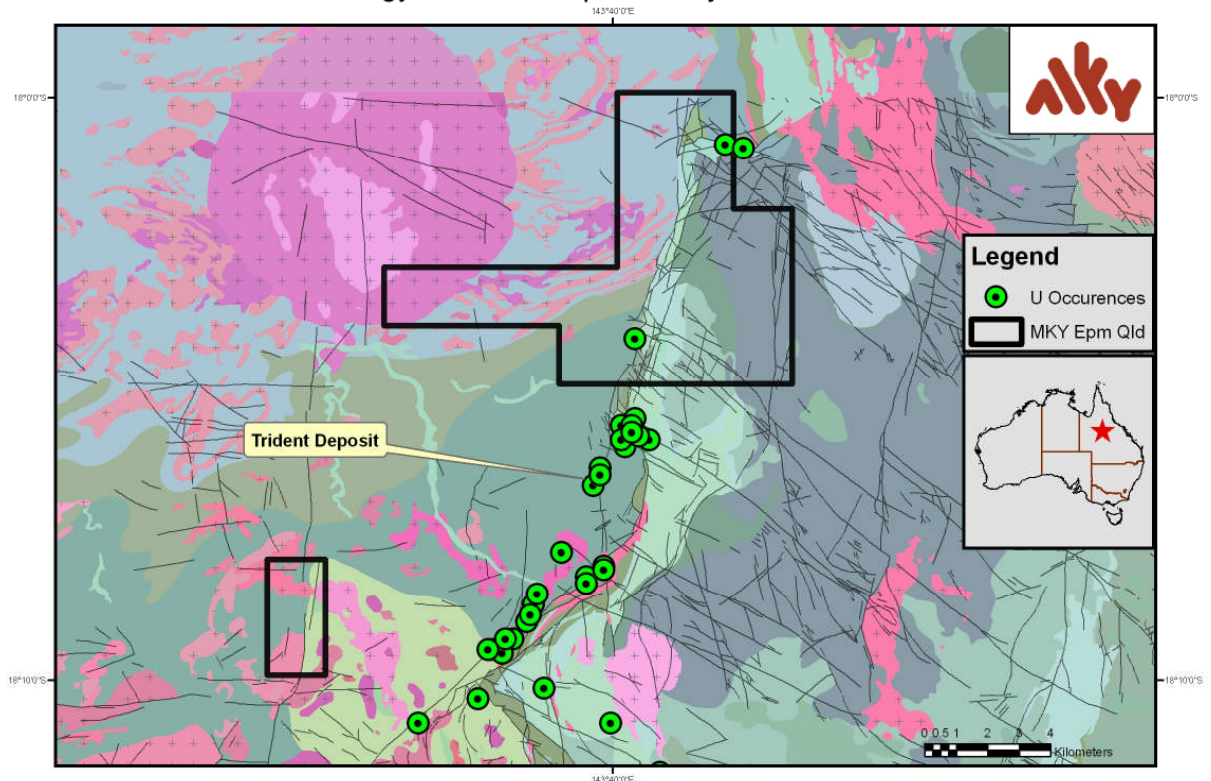 143°40'0"E
18°0'0"S
18°0'0"S
Mky
Legend
U Occurences
MKY Epm Qld
Trident Deposit
18°10'0"S
18°10'0"S
0 0.5 1 2 3 4
Kilometers
143°40'0"E